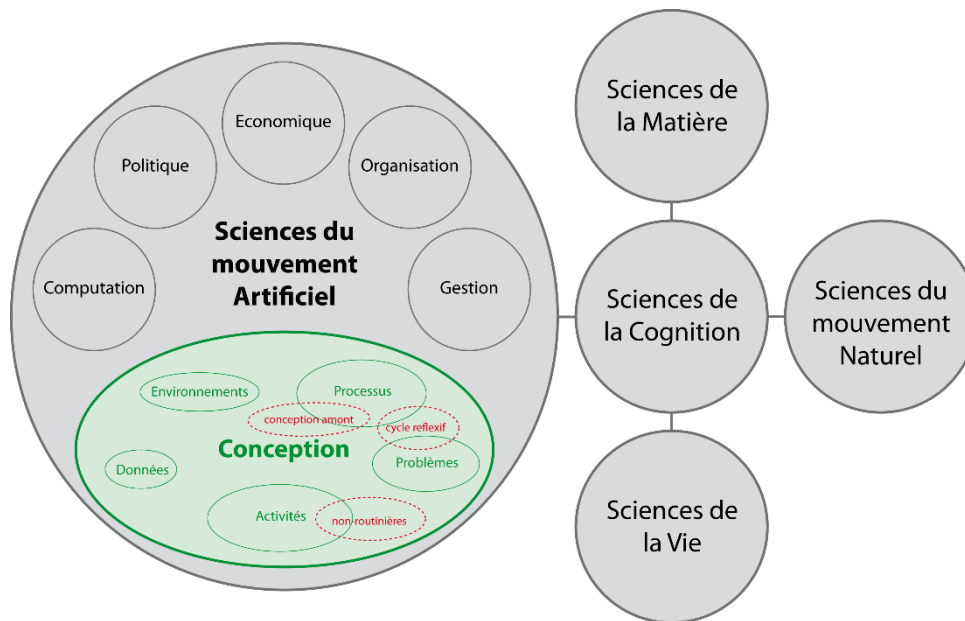 Economique
Politique
Organisation
Sciences du
mouvement
Artificiel
Computation
Gestion
Environnements
Processus
conception amont
cycle reflexif
Conception
Données
Problèmes
Activités
non-routinières
Sciences de
la Matière
Sciences de
la Cognition
Sciences du
mouvement
Naturel
Sciences de
la Vie